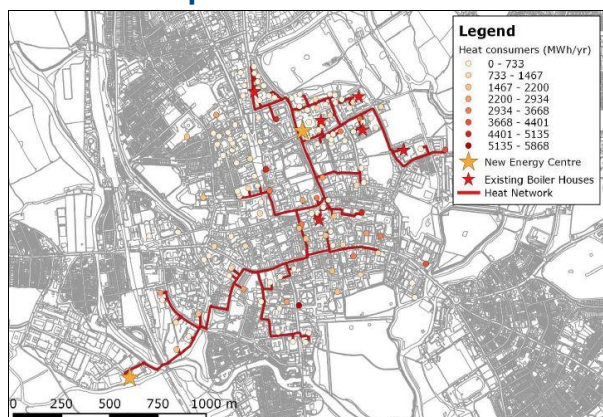 Legend
Heat consumers (MWh/yr)
0 - 733
733 - 1467
1467 - 2200
2200 - 2934
2934 - 3668
3668 - 4401
4401 - 5135
5135 - 5868
New Energy Centre
Existing Boiler Houses
Heat Network
0 250 500 750 1000 m